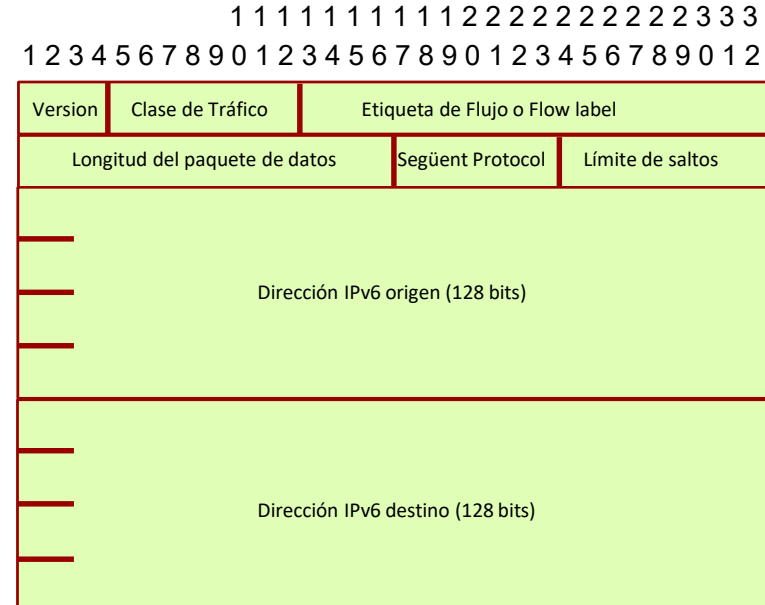 1 1 1 1 1 1 1 1 1 1 2 2 2 2 2 2 2 2 2 2 3 3 3
1 2 3 4 5 6 7 8 9 0 1 2 3 4 5 6 7 8 9 0 1 2 3 4 5 6 7 8 9 0 1 2
Version Clase de Tráfico Etiqueta de Flujo o Flow label
Longitud del paquete de datos Següent Protocol Límite de saltos
Dirección IPv6 origen (128 bits)
Dirección IPv6 destino (128 bits)